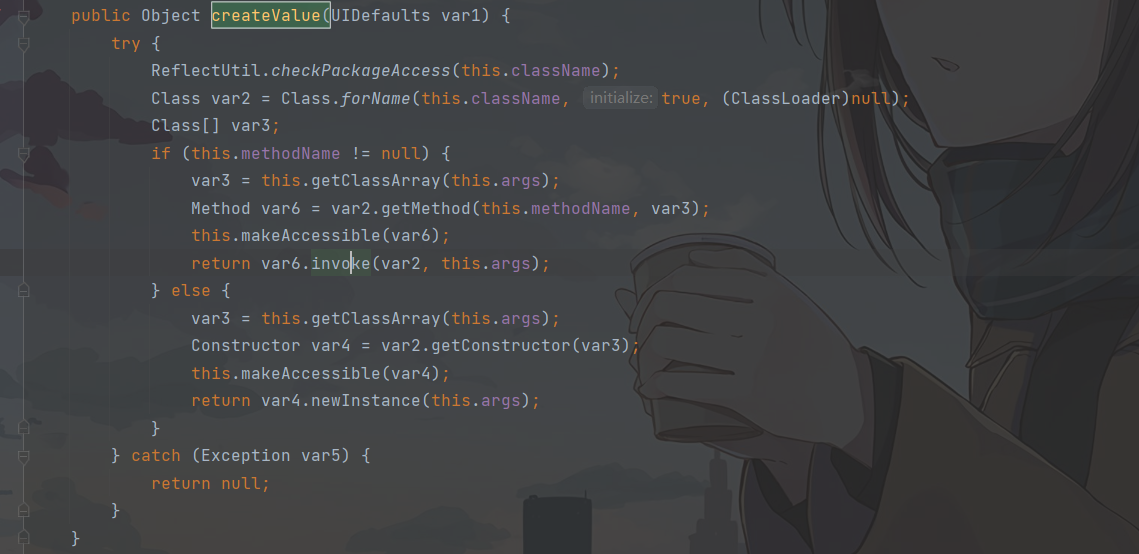 public Object createValue(UIDefaults var1) {
try {
ReflectUtil.checkPackageAccess(this.className);
Class var2 = Class.forName(this.className, initialize: true, (ClassLoader)null);
Class[] var3;
if (this.methodName != null) {
var3 = this.getClassArray(this.args);
Method var6 = var2.getMethod(this.methodName, var3);
this.makeAccessible(var6);
return var6.invoke(var2, this.args);
} else {
var3 = this.getClassArray(this.args);
Constructor var4 = var2.getConstructor(var3);
this.makeAccessible(var4);
return var4.newInstance(this.args);
}
} catch (Exception var5) {
return null;
}
}